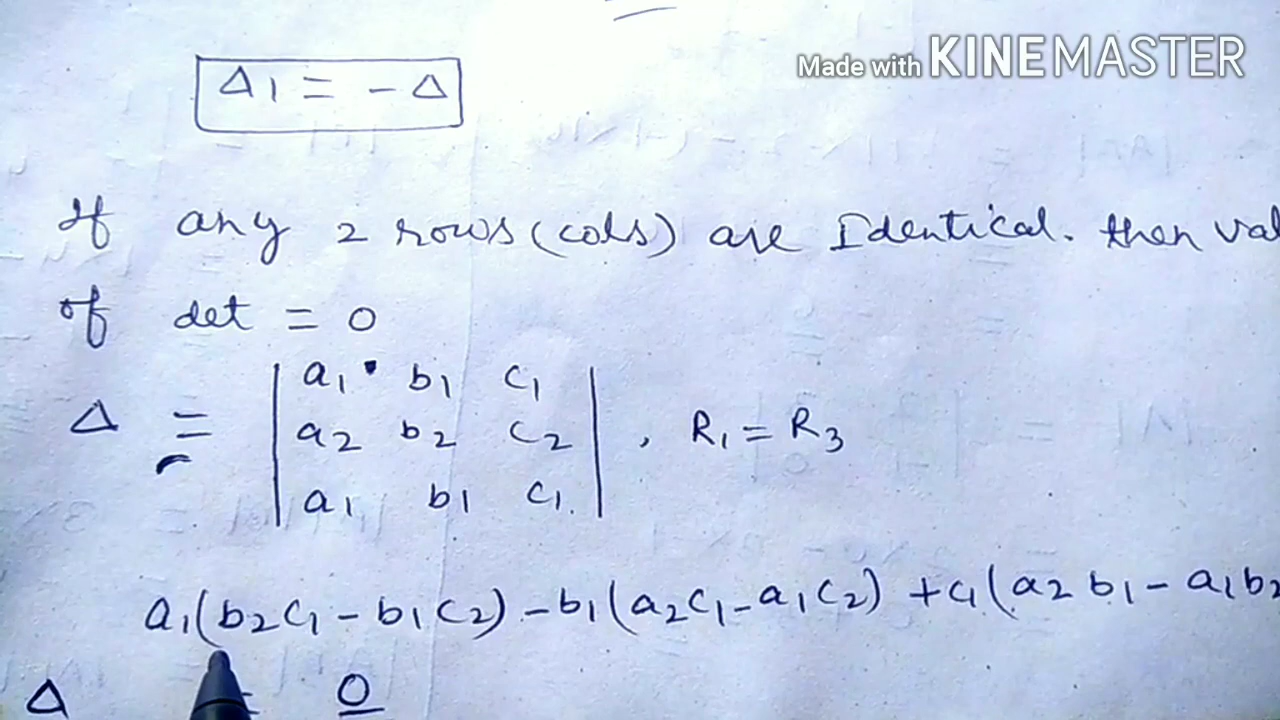 Made with KINEMASTER
Δ1 = - Δ
If any 2 rows (cols) are Identical. then val
of det = 0
a1 b1 c1
Δ = a2 b2 c2 , R1 = R3
a1 b1 c1.
a1(b2c1 - b1c2) - b1(a2c1 - a1c2) + c1(a2b1 - a1b2
Δ = 0